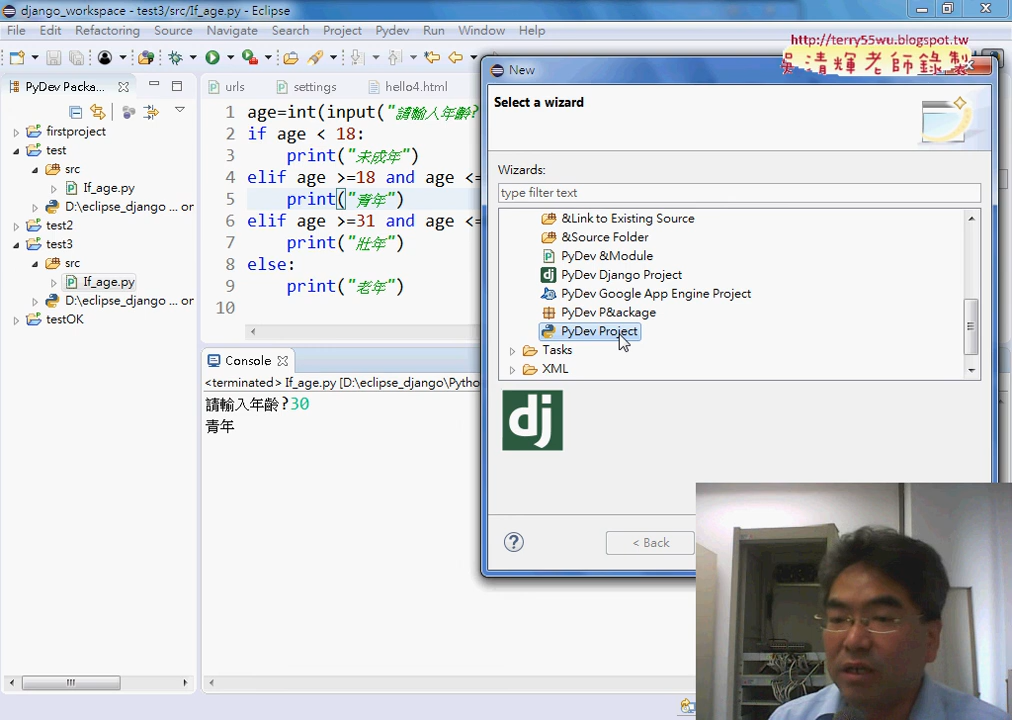 django_workspace - test3/src/If_age.py - Eclipse
File Edit Refactoring Source Navigate Search Project Pydev Run Window Help
http://terry55wu.blogspot.tw
吳清輝老師錄製
PyDev Packa...
firstproject
test
src
If_age.py
D:\eclipse_django ... or
test2
test3
src
If_age.py
D:\eclipse_django ... or
testOK
urls settings hello4.html
1 age=int(input("請輸入年齡?
2 if age < 18:
3 print("未成年")
4 elif age >=18 and age <=
5 print("青年")
6 elif age >=31 and age <=
7 print("壯年")
8 else:
9 print("老年")
10
Console
<terminated> If_age.py [D:\eclipse_django\Pytho
請輸入年齡?30
青年
New
Select a wizard
Wizards:
type filter text
&Link to Existing Source
&Source Folder
PyDev &Module
PyDev Django Project
PyDev Google App Engine Project
PyDev P&ackage
PyDev Project
Tasks
XML
dj
?
< Back